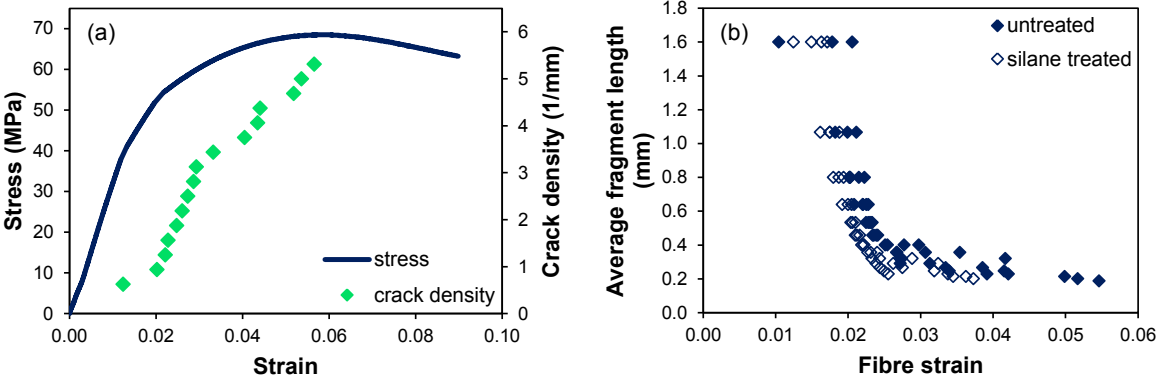 (a)
Stress (MPa)
70
60
50
40
30
20
10
0
0.00 0.02 0.04 0.06 0.08 0.10
Strain
6
5
4
3
2
1
0
Crack density (1/mm)
stress
crack density
(b)
Average fragment length
(mm)
1.8
1.6
1.4
1.2
1.0
0.8
0.6
0.4
0.2
0.0
0.00 0.01 0.02 0.03 0.04 0.05 0.06
Fibre strain
untreated
silane treated